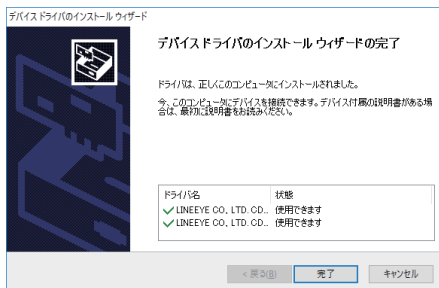 デバイス ドライバのインストール ウィザード
デバイス ドライバのインストール ウィザードの完了
ドライバは、正しくこのコンピュータにインストールされました。
今、このコンピュータにデバイスを接続できます。デバイス付属の説明書がある場
合は、最初に説明書をお読みください。
ドライバ名 状態
LINEEYE CO., LTD. CD... 使用できます
LINEEYE CO., LTD. CD... 使用できます
< 戻る(B) 完了 キャンセル